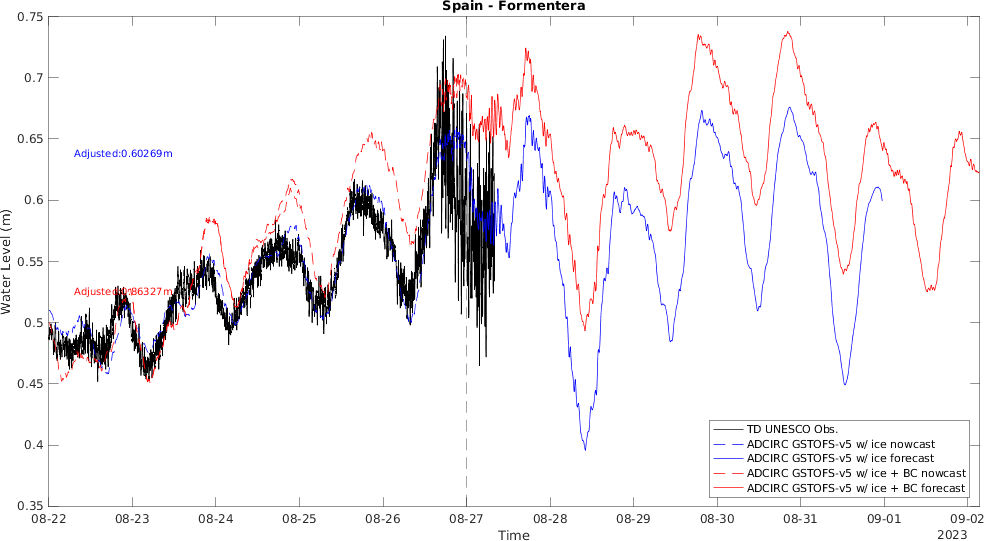 Spain - Formentera
0.75
0.7
0.65
0.6
0.55
0.5
0.45
0.4
0.35
Water Level (m)
Adjusted:0.60269m
Adjusted:0.86327m
TD UNESCO Obs.
ADCIRC GSTOFS-v5 w/ ice nowcast
ADCIRC GSTOFS-v5 w/ ice forecast
ADCIRC GSTOFS-v5 w/ ice + BC nowcast
ADCIRC GSTOFS-v5 w/ ice + BC forecast
08-22 08-23 08-24 08-25 08-26 08-27 08-28 08-29 08-30 08-31 09-01 09-02
Time
2023